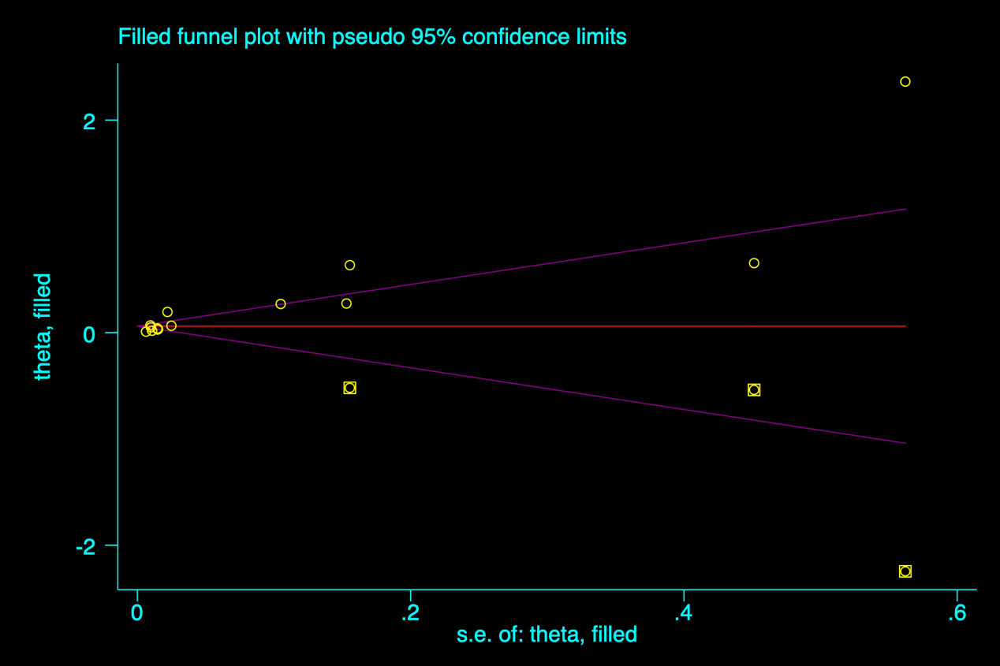 Filled funnel plot with pseudo 95% confidence limits
2
0
-2
theta, filled
0
.2
.4
.6
s.e. of: theta, filled